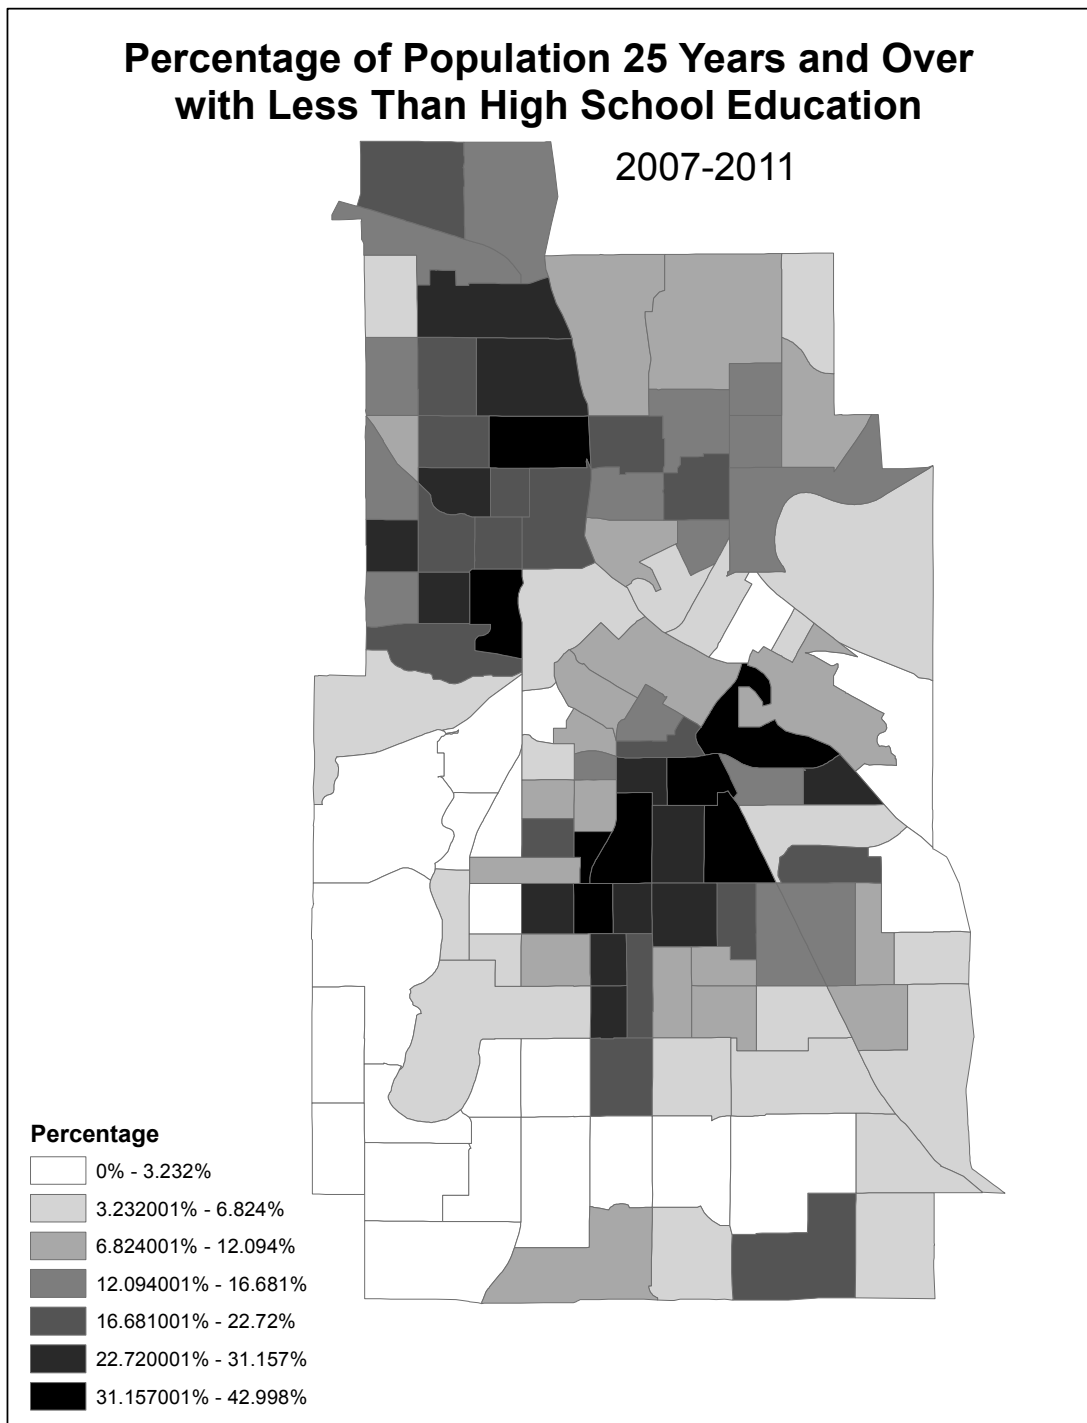 Percentage of Population 25 Years and Over
with Less Than High School Education
2007-2011
Percentage
0% - 3.232%
3.232001% - 6.824%
6.824001% - 12.094%
12.094001% - 16.681%
16.681001% - 22.72%
22.720001% - 31.157%
31.157001% - 42.998%